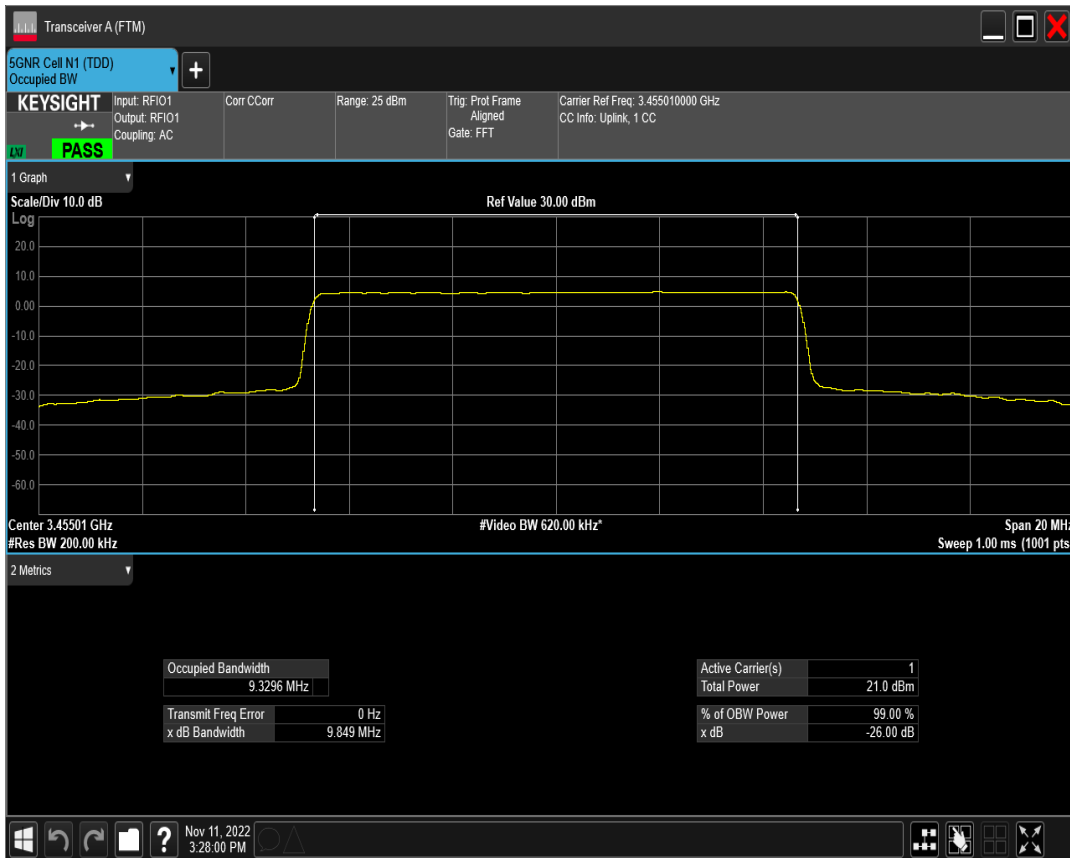 Transceiver A (FTM)
5GNR Cell N1 (TDD)
Occupied BW
+
KEYSIGHT
LXI
PASS
Input: RFIO1
Output: RFIO1
Coupling: AC
Corr CCorr
Range: 25 dBm
Trig: Prot Frame
Aligned
Gate: FFT
Carrier Ref Freq: 3.455010000 GHz
CC Info: Uplink, 1 CC
1 Graph
Scale/Div 10.0 dB
Ref Value 30.00 dBm
Log
20.0
10.0
0.00
-10.0
-20.0
-30.0
-40.0
-50.0
-60.0
Center 3.45501 GHz
#Video BW 620.00 kHz*
Span 20 MHz
#Res BW 200.00 kHz
Sweep 1.00 ms (1001 pts
2 Metrics
Occupied Bandwidth
9.3296 MHz
Transmit Freq Error 0 Hz
x dB Bandwidth 9.849 MHz
Active Carrier(s) 1
Total Power 21.0 dBm
% of OBW Power 99.00 %
x dB -26.00 dB
?
Nov 11, 2022
3:28:00 PM